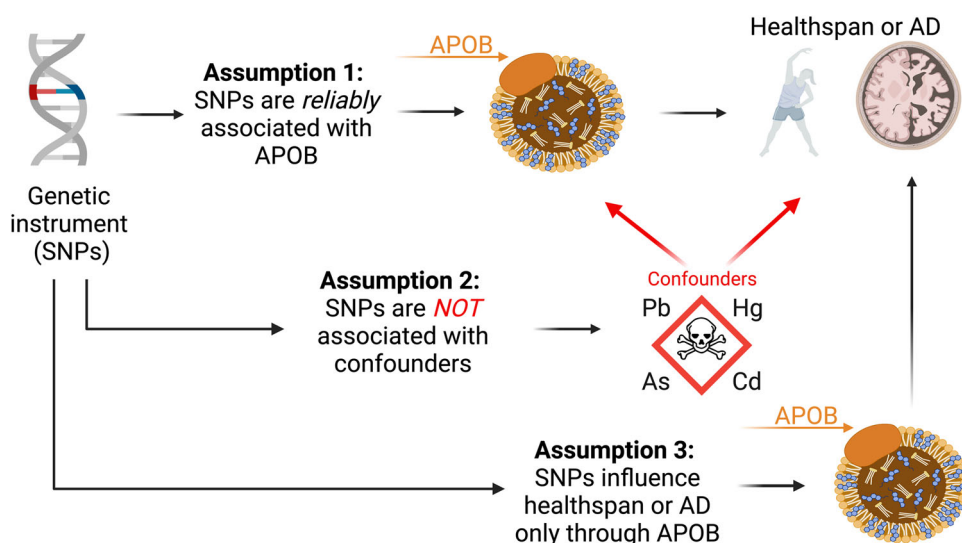 Healthspan or AD
APOB
Assumption 1:
SNPs are reliably
associated with
APOB
Genetic
instrument
(SNPs)
Assumption 2:
SNPs are NOT
associated with
confounders
Confounders
Pb Hg
As Cd
APOB
Assumption 3:
SNPs influence
healthspan or AD
only through APOB